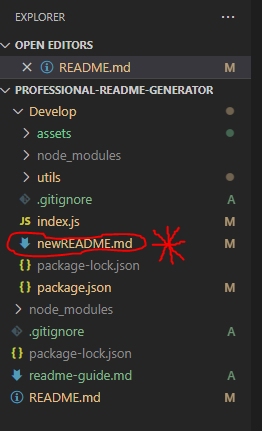 EXPLORER
OPEN EDITORS
README.md M
PROFESSIONAL-README-GENERATOR
Develop
assets
node_modules
utils
.gitignore A
JS index.js M
newREADME.md M
{} package-lock.json
{} package.json M
node_modules
.gitignore A
{} package-lock.json
readme-guide.md A
README.md M